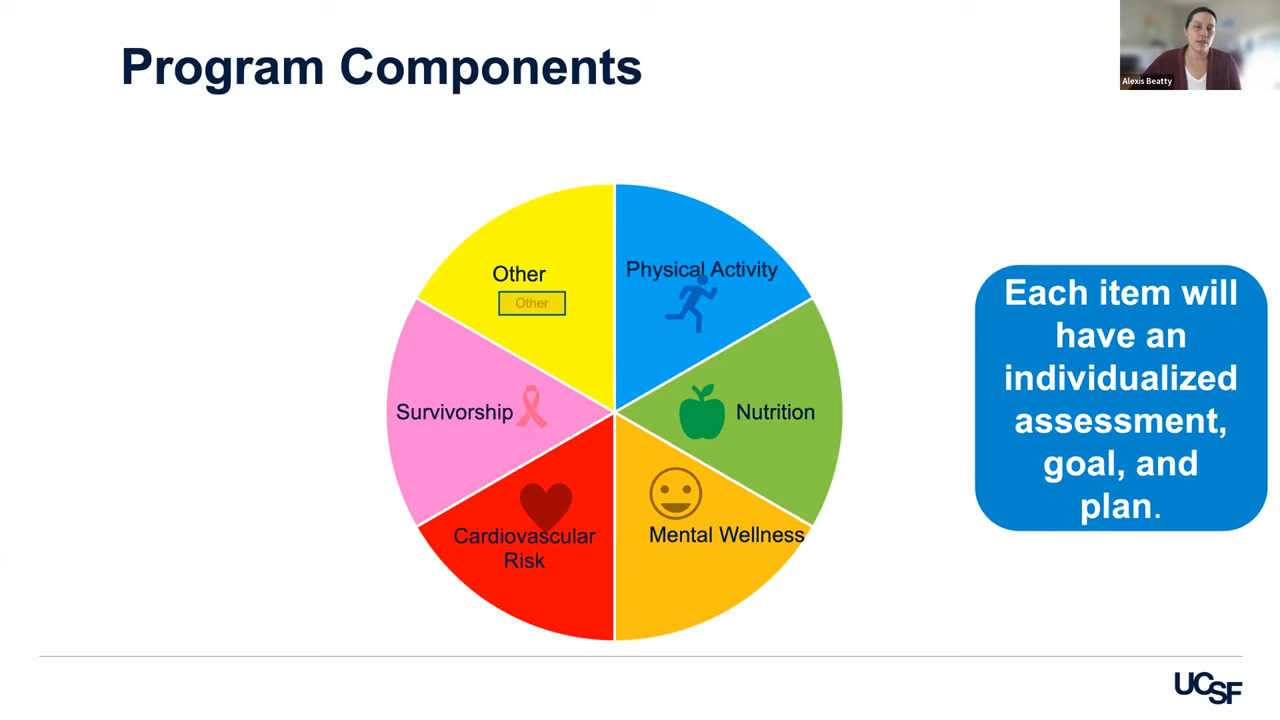 Program Components
Alexis Beatty
Other
Other
Physical Activity
Survivorship
Nutrition
Cardiovascular
Risk
Mental Wellness
Each item will
have an
individualized
assessment,
goal, and
plan.
UCSF